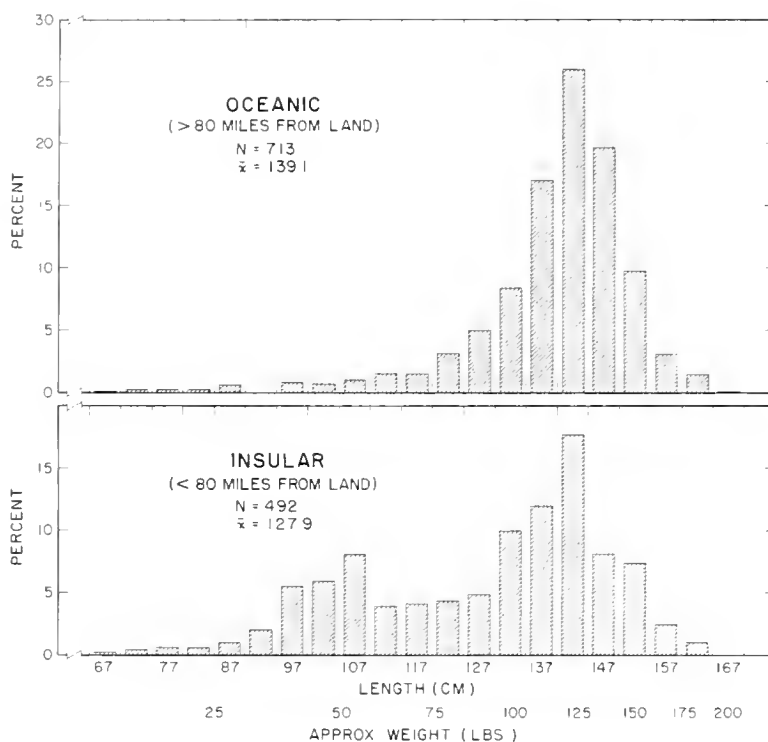 30
25
20
15
10
5
0
PERCENT
OCEANIC
(> 80 MILES FROM LAND)
N = 713
x̄ = 139 1
15
10
5
0
PERCENT
INSULAR
(< 80 MILES FROM LAND)
N = 492
x̄ = 127 9
67 77 87 97 107 117 127 137 147 157 167
LENGTH (CM)
25 50 75 100 125 150 175 200
APPROX WEIGHT (LBS)